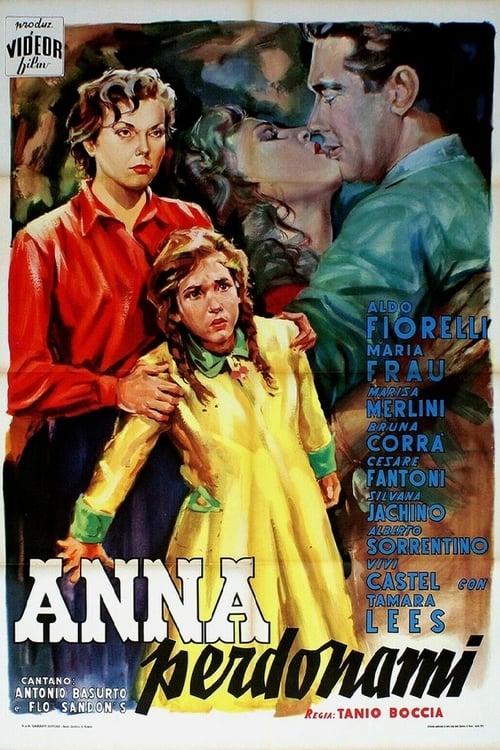 produz.
VIDEOR
film
ALDO
FIORELLI
MARIA
FRAU
MARISA
MERLINI
BRUNA
CORRÀ
CESARE
FANTONI
SILVANA
JACHINO
ALBERTO
SORRENTINO
VIVI
CASTEL CON
TAMARA
LEES
ANNA
perdonami
CANTANO:
ANTONIO BASURTO
e FLO SANDON'S
REGIA: TANIO BOCCIA